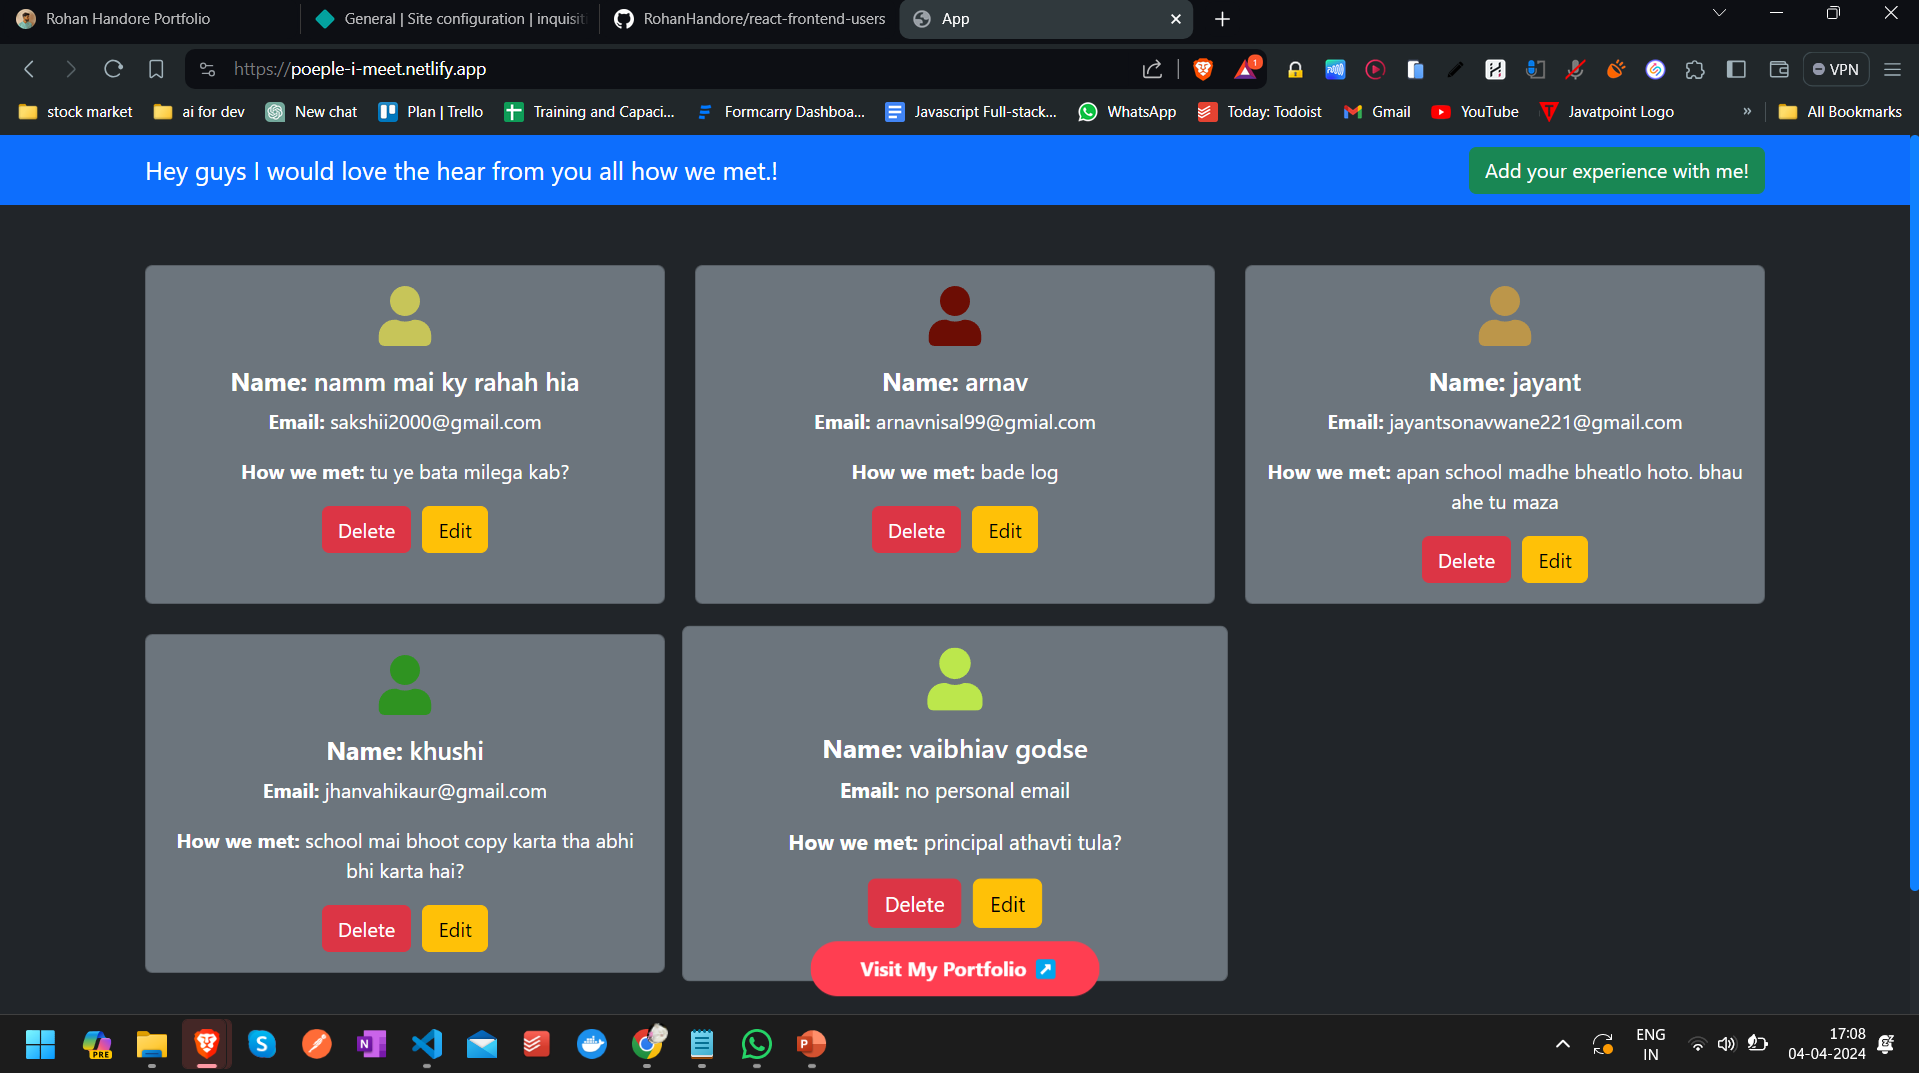 Rohan Handore Portfolio
General | Site configuration | inquisit
RohanHandore/react-frontend-users
App
https://poeple-i-meet.netlify.app
1
VPN
stock market
ai for dev
New chat
Plan | Trello
Training and Capaci...
Formcarry Dashboa...
Javascript Full-stack...
WhatsApp
Today: Todoist
Gmail
YouTube
Javatpoint Logo
»
All Bookmarks
Hey guys I would love the hear from you all how we met.!
Add your experience with me!
Name: namm mai ky rahah hia
Email: sakshii2000@gmail.com
How we met: tu ye bata milega kab?
Delete
Edit
Name: arnav
Email: arnavnisal99@gmial.com
How we met: bade log
Delete
Edit
Name: jayant
Email: jayantsonavwane221@gmail.com
How we met: apan school madhe bheatlo hoto. bhau
ahe tu maza
Delete
Edit
Name: khushi
Email: jhanvahikaur@gmail.com
How we met: school mai bhoot copy karta tha abhi
bhi karta hai?
Delete
Edit
Name: vaibhiav godse
Email: no personal email
How we met: principal athavti tula?
Delete
Edit
Visit My Portfolio
PRE
ENG
IN
17:08
04-04-2024